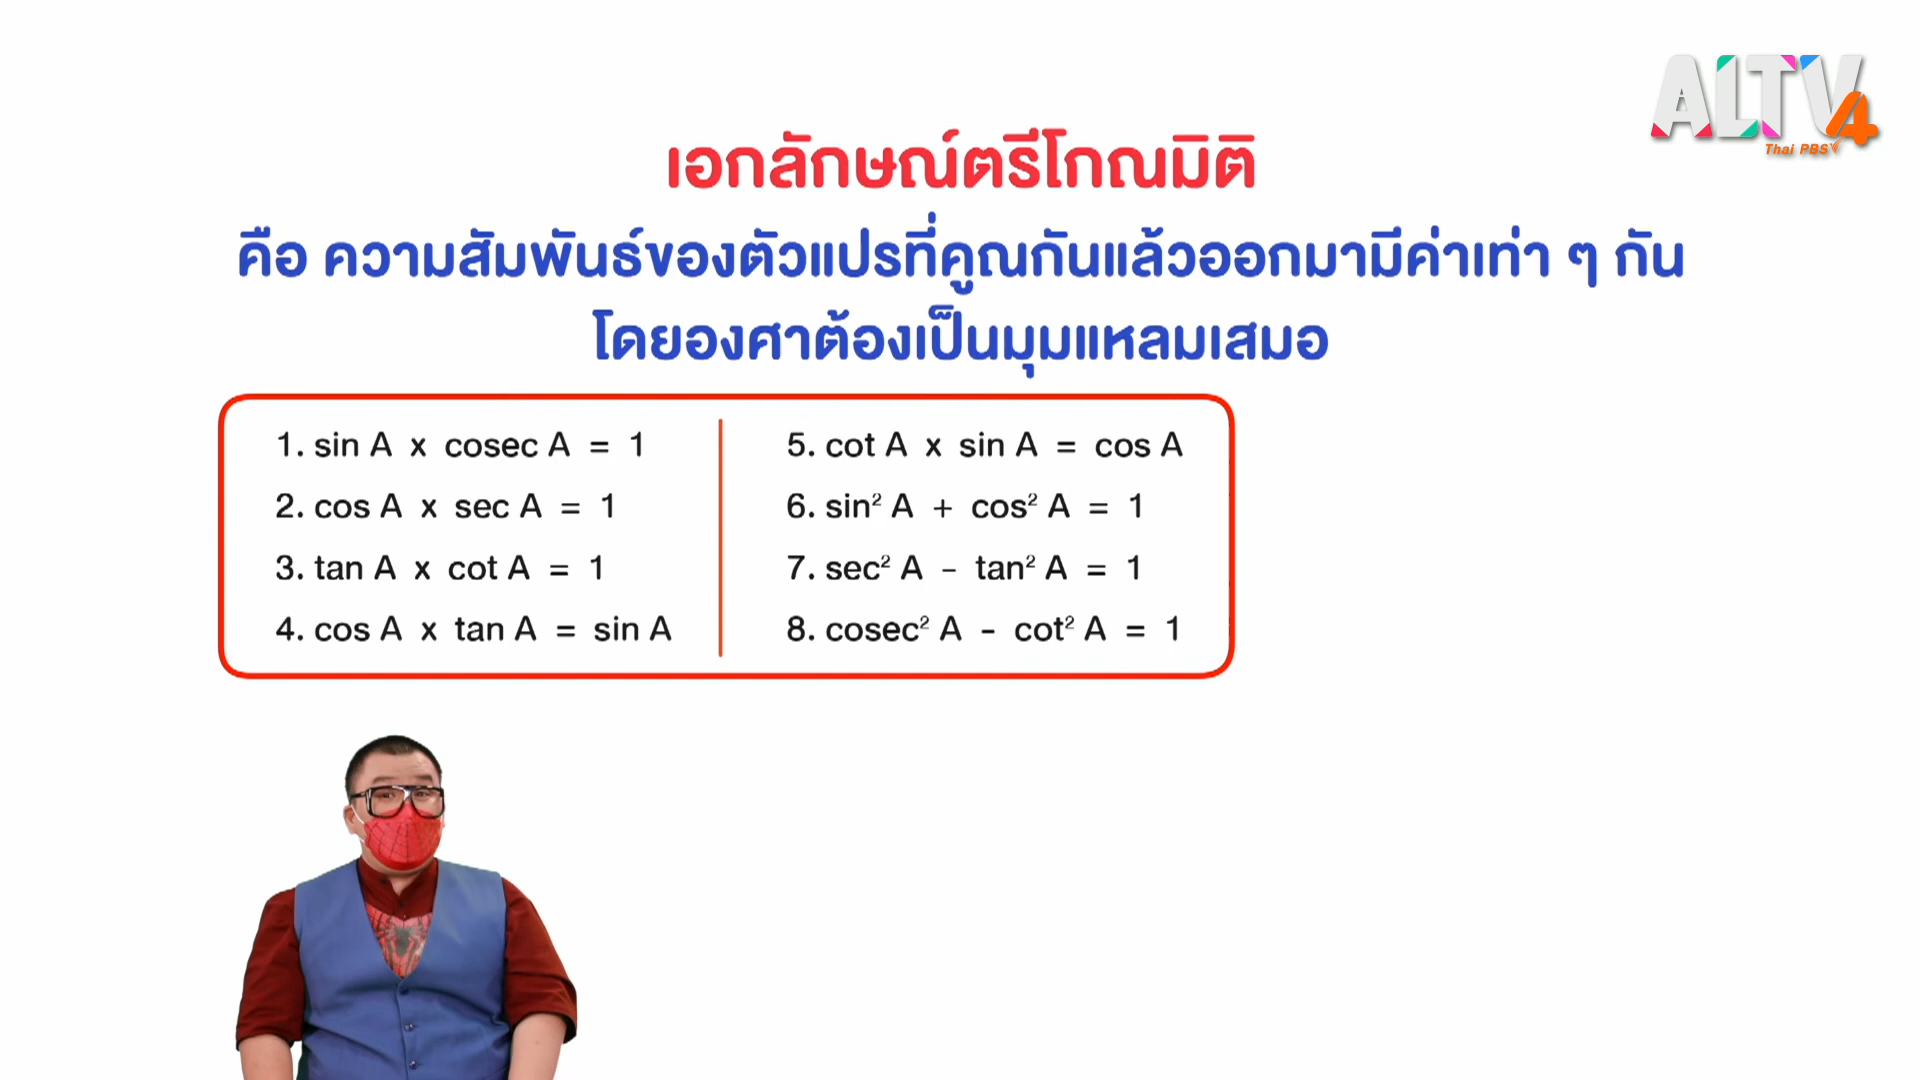 ALTV4
Thai PBS
เอกลักษณ์ตรีโกณมิติ
คือ ความสัมพันธ์ของตัวแปรที่คูณกันแล้วออกมามีค่าเท่า ๆ กัน
โดยองศาต้องเป็นมุมแหลมเสมอ
1. sin A x cosec A = 1
2. cos A x sec A = 1
3. tan A x cot A = 1
4. cos A x tan A = sin A
5. cot A x sin A = cos A
6. sin² A + cos² A = 1
7. sec² A – tan² A = 1
8. cosec² A - cot² A = 1